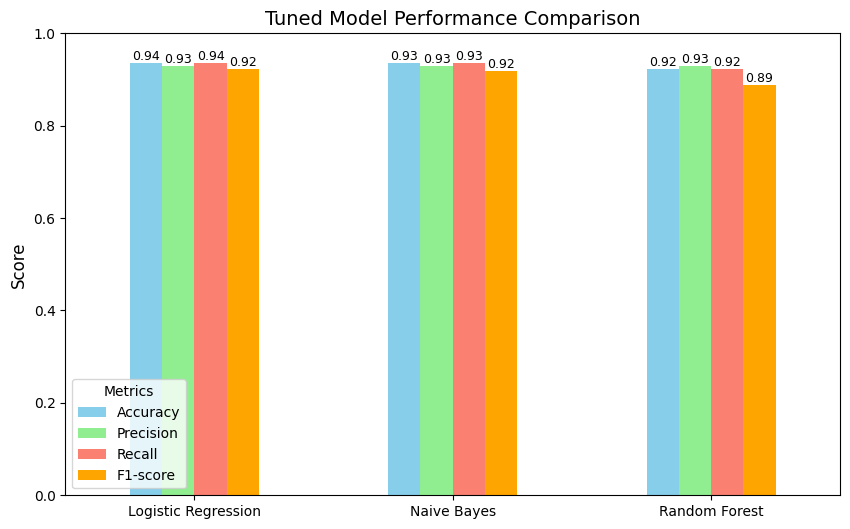 Tuned Model Performance Comparison
1.0
0.8
0.6
0.4
0.2
0.0
Score
0.94 0.93 0.94 0.92
0.93 0.93 0.93 0.92
0.92 0.93 0.92 0.89
Metrics
Accuracy
Precision
Recall
F1-score
Logistic Regression
Naive Bayes
Random Forest